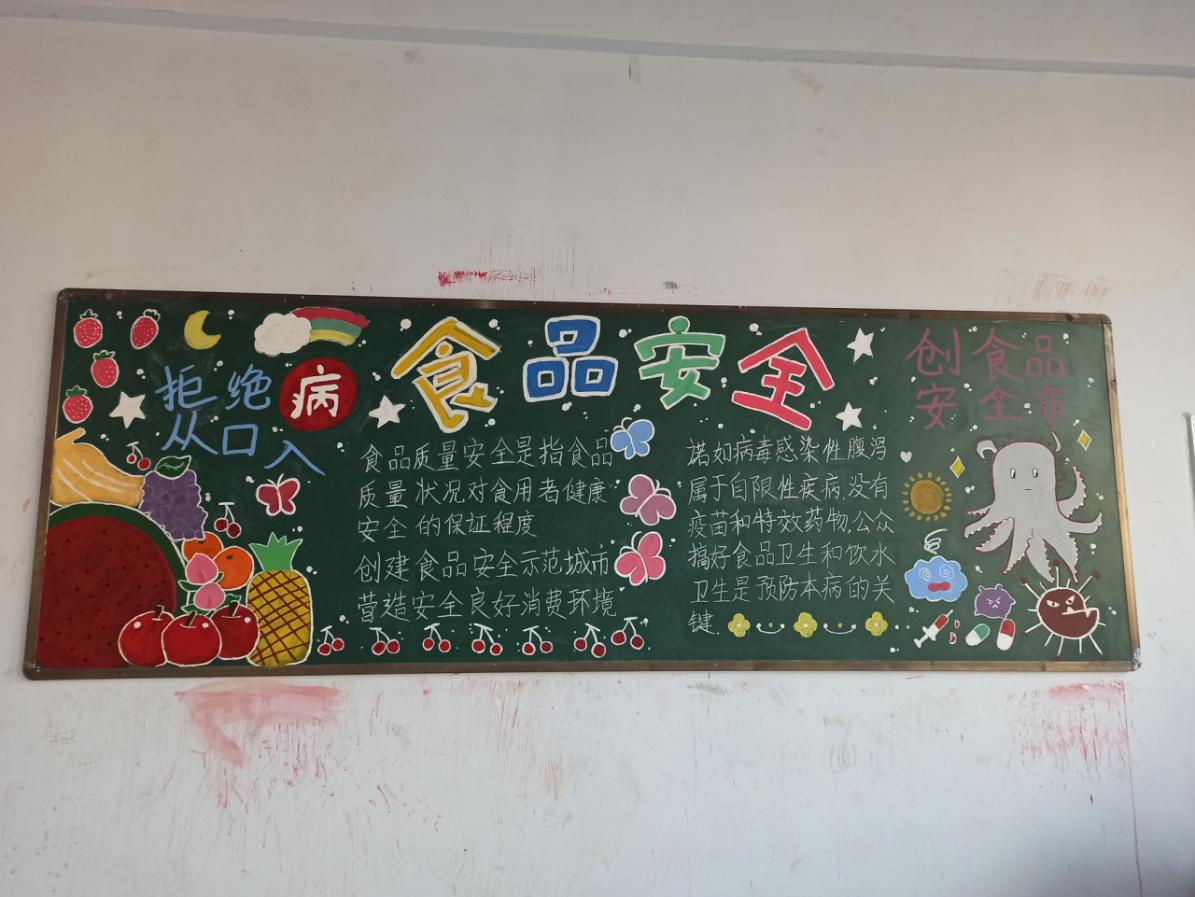 食品安全
拒绝病
从口入
食品质量安全是指食品
质量状况对食用者健康
安全的保证程度
创建食品安全示范城市
营造安全良好消费环境
诺如病毒感染性腹泻
属于自限性疾病,没有
疫苗和特效药物,公众
搞好食品卫生和饮水
卫生是预防本病的关
键.
创食品
安全市